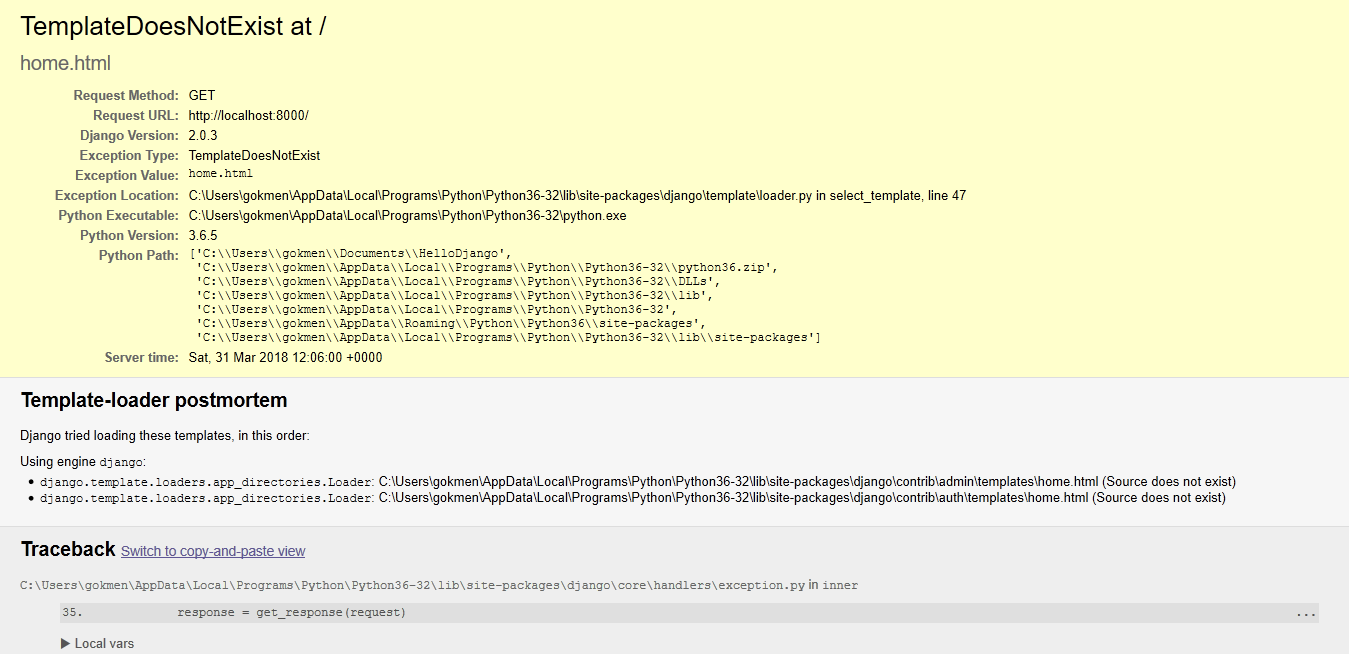 TemplateDoesNotExist at /
home.html
Request Method: GET
Request URL: http://localhost:8000/
Django Version: 2.0.3
Exception Type: TemplateDoesNotExist
Exception Value: home.html
Exception Location: C:\Users\gokmen\AppData\Local\Programs\Python\Python36-32\lib\site-packages\django\template\loader.py in select_template, line 47
Python Executable: C:\Users\gokmen\AppData\Local\Programs\Python\Python36-32\python.exe
Python Version: 3.6.5
Python Path: ['C:\\Users\\gokmen\\Documents\\HelloDjango',
'C:\\Users\\gokmen\\AppData\\Local\\Programs\\Python\\Python36-32\\python36.zip',
'C:\\Users\\gokmen\\AppData\\Local\\Programs\\Python\\Python36-32\\DLLs',
'C:\\Users\\gokmen\\AppData\\Local\\Programs\\Python\\Python36-32\\lib',
'C:\\Users\\gokmen\\AppData\\Local\\Programs\\Python\\Python36-32',
'C:\\Users\\gokmen\\AppData\\Roaming\\Python\\Python36\\site-packages',
'C:\\Users\\gokmen\\AppData\\Local\\Programs\\Python\\Python36-32\\lib\\site-packages']
Server time: Sat, 31 Mar 2018 12:06:00 +0000
Template-loader postmortem
Django tried loading these templates, in this order:
Using engine django:
• django.template.loaders.app_directories.Loader: C:\Users\gokmen\AppData\Local\Programs\Python\Python36-32\lib\site-packages\django\contrib\admin\templates\home.html (Source does not exist)
• django.template.loaders.app_directories.Loader: C:\Users\gokmen\AppData\Local\Programs\Python\Python36-32\lib\site-packages\django\contrib\auth\templates\home.html (Source does not exist)
Traceback Switch to copy-and-paste view
C:\Users\gokmen\AppData\Local\Programs\Python\Python36-32\lib\site-packages\django\core\handlers\exception.py in inner
35. response = get_response(request) ...
▶ Local vars